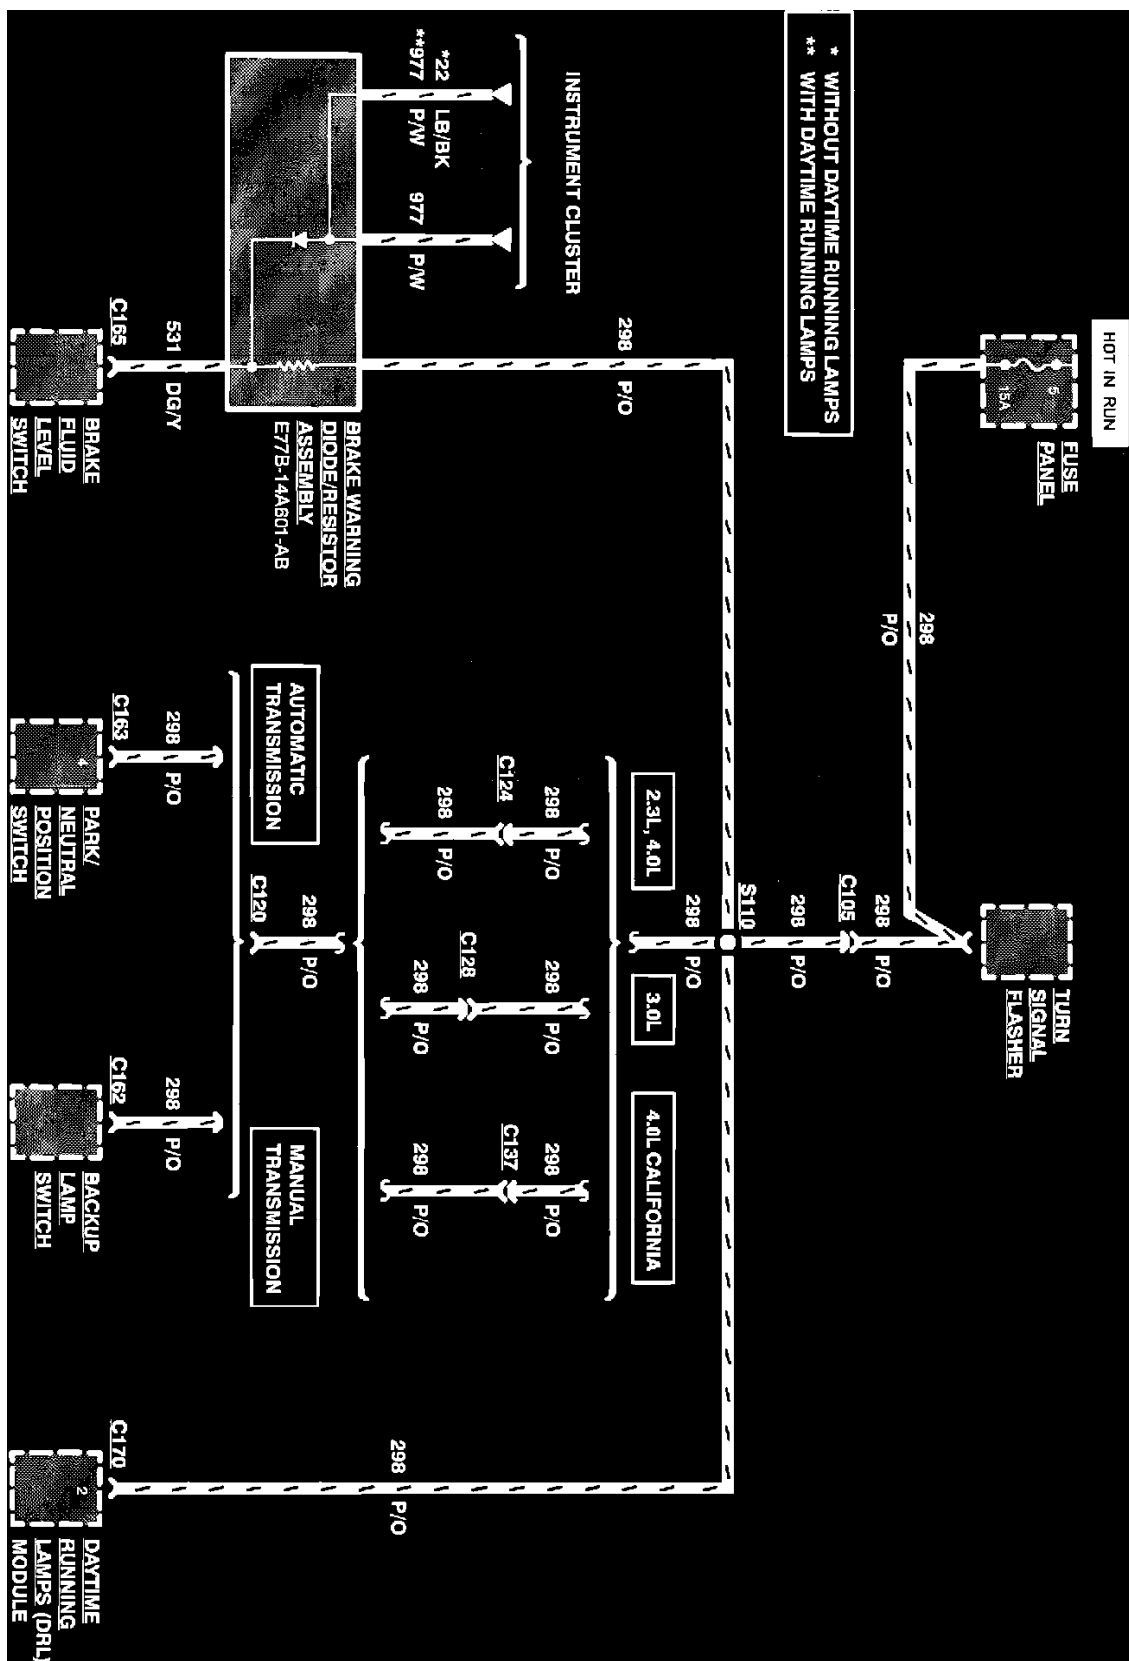 HOT IN RUN
5
15A
FUSE
PANEL
298
P/O
TURN
SIGNAL
FLASHER
* WITHOUT DAYTIME RUNNING LAMPS
** WITH DAYTIME RUNNING LAMPS
298
P/O
C105
298
P/O
S110
298
P/O
298
P/O
INSTRUMENT CLUSTER
*22 LB/BK
**977 P/W
977 P/W
BRAKE WARNING
DIODE/RESISTOR
ASSEMBLY
E77B-14A601-AB
2.3L, 4.0L
3.0L
4.0L CALIFORNIA
298
P/O
298
P/O
298
P/O
C124
C128
C137
298
P/O
298
P/O
298
P/O
298
P/O
C120
AUTOMATIC
TRANSMISSION
MANUAL
TRANSMISSION
531
DG/Y
298
P/O
298
P/O
298
P/O
C165
C163
C162
C170
BRAKE
FLUID
LEVEL
SWITCH
4
PARK/
NEUTRAL
POSITION
SWITCH
BACKUP
LAMP
SWITCH
2
DAYTIME
RUNNING
LAMPS (DRL)
MODULE